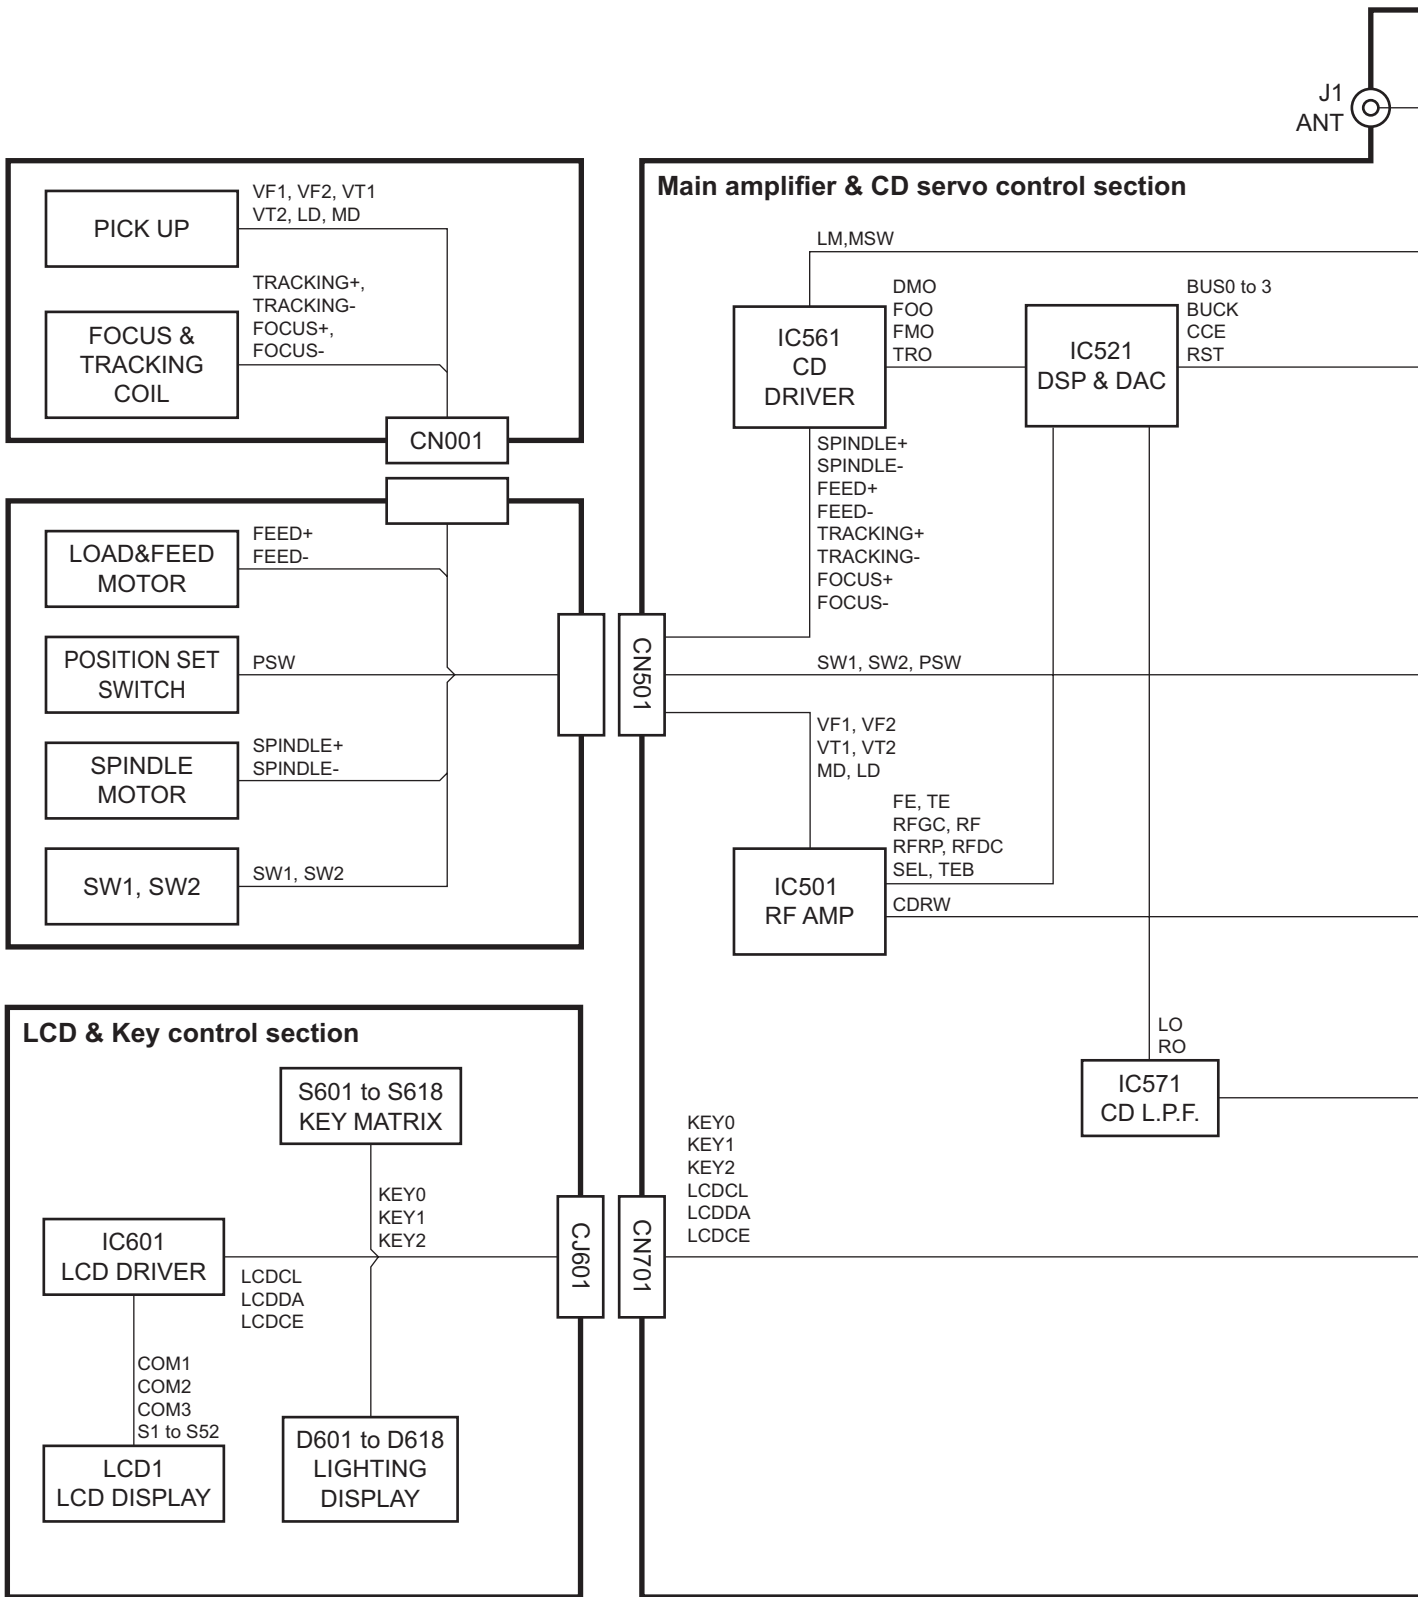 J1
ANT
PICK UP
VF1, VF2, VT1
VT2, LD, MD
FOCUS &
TRACKING
COIL
TRACKING+,
TRACKING-
FOCUS+,
FOCUS-
CN001
LOAD&FEED
MOTOR
FEED+
FEED-
POSITION SET
SWITCH
PSW
SPINDLE
MOTOR
SPINDLE+
SPINDLE-
SW1, SW2
SW1, SW2
Main amplifier & CD servo control section
LM,MSW
IC561
CD
DRIVER
DMO
FOO
FMO
TRO
IC521
DSP & DAC
BUS0 to 3
BUCK
CCE
RST
SPINDLE+
SPINDLE-
FEED+
FEED-
TRACKING+
TRACKING-
FOCUS+
FOCUS-
CN501
SW1, SW2, PSW
VF1, VF2
VT1, VT2
MD, LD
FE, TE
RFGC, RF
RFRP, RFDC
SEL, TEB
IC501
RF AMP
CDRW
LO
RO
IC571
CD L.P.F.
KEY0
KEY1
KEY2
LCDCL
LCDDA
LCDCE
CN701
LCD & Key control section
S601 to S618
KEY MATRIX
KEY0
KEY1
KEY2
IC601
LCD DRIVER
LCDCL
LCDDA
LCDCE
CJ601
COM1
COM2
COM3
S1 to S52
LCD1
LCD DISPLAY
D601 to D618
LIGHTING
DISPLAY